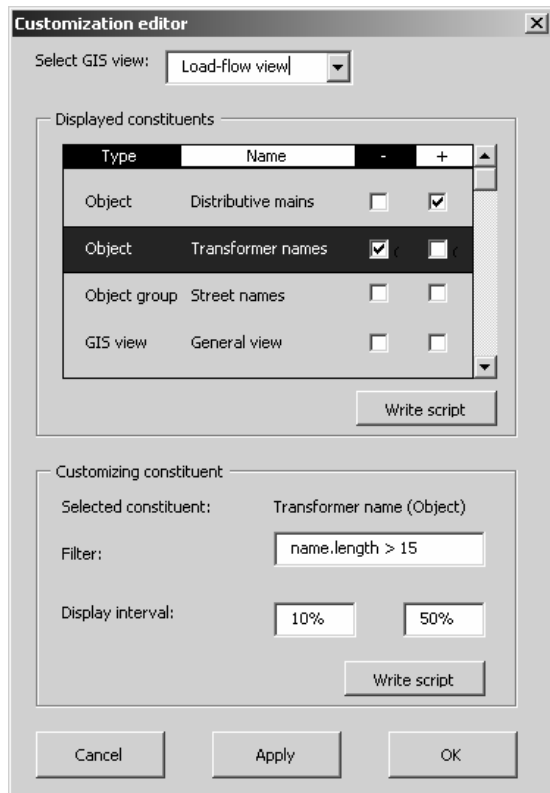 Customization editor
Select GIS view: Load-flow view
Displayed constituents
Type Name - +
Object Distributive mains
Object Transformer names
Object group Street names
GIS view General view
Write script
Customizing constituent
Selected constituent: Transformer name (Object)
Filter: name.length > 15
Display interval: 10% 50%
Write script
Cancel Apply OK